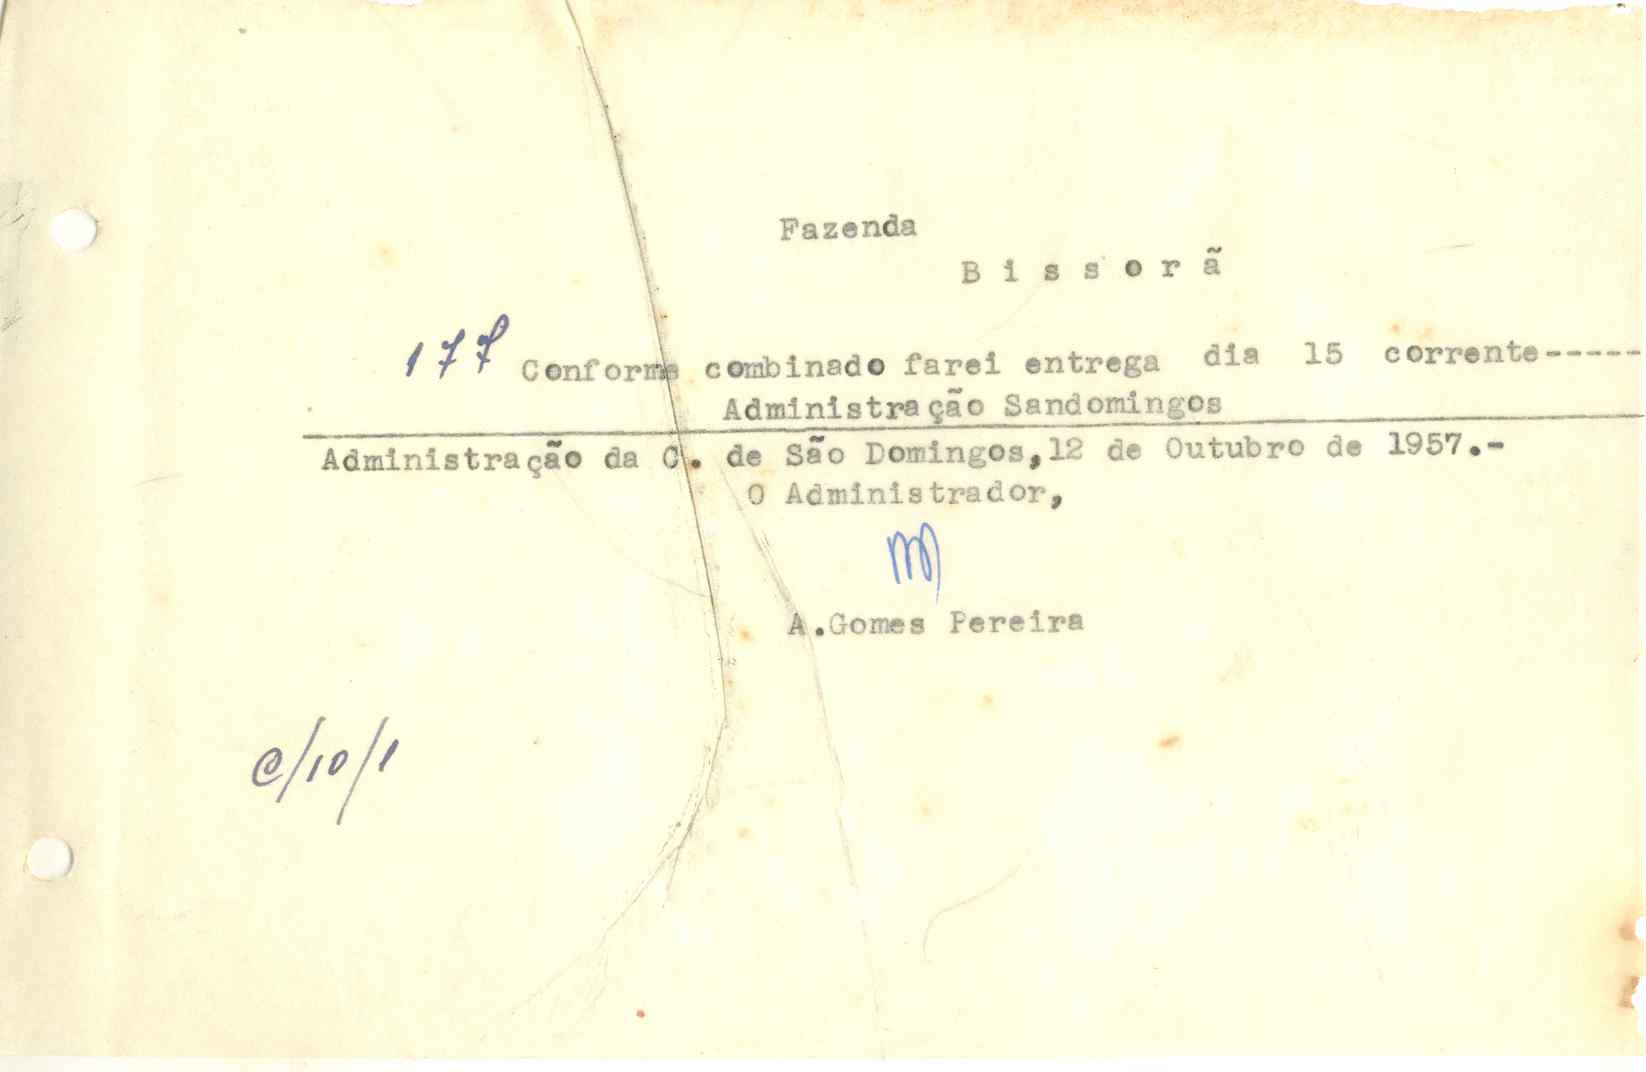 Fazenda
B i s s o r ã
177 Conforme combinado farei entrega dia 15 corrente-----
Administração Sandomingos
Administração da C. de São Domingos,12 de Outubro de 1957.-
O Administrador,
A.Gomes Pereira
C/10/1